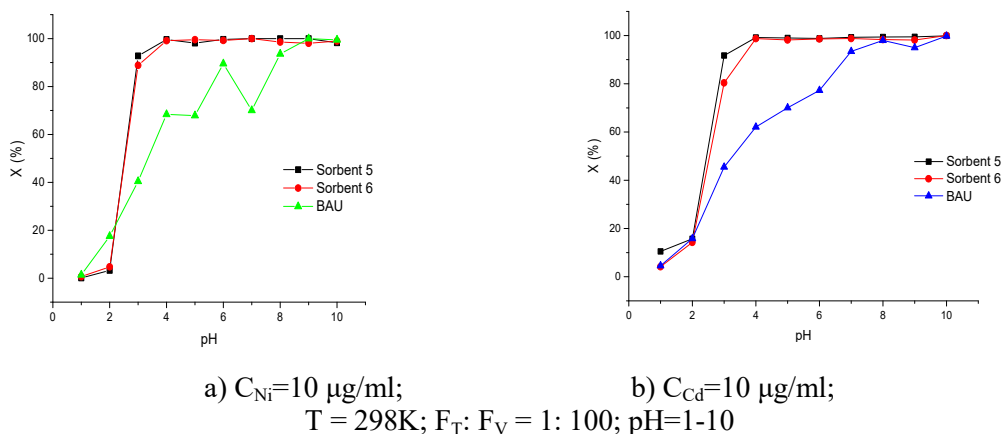 X (%)
100
80
60
40
20
0
Sorbent 5
Sorbent 6
BAU
0 2 4 6 8 10
pH
X (%)
100
80
60
40
20
0
Sorbent 5
Sorbent 6
BAU
0 2 4 6 8 10
pH
a) C_Ni=10 μg/ml; b) C_Cd=10 μg/ml;
T = 298K; F_T: F_V = 1: 100; pH=1-10